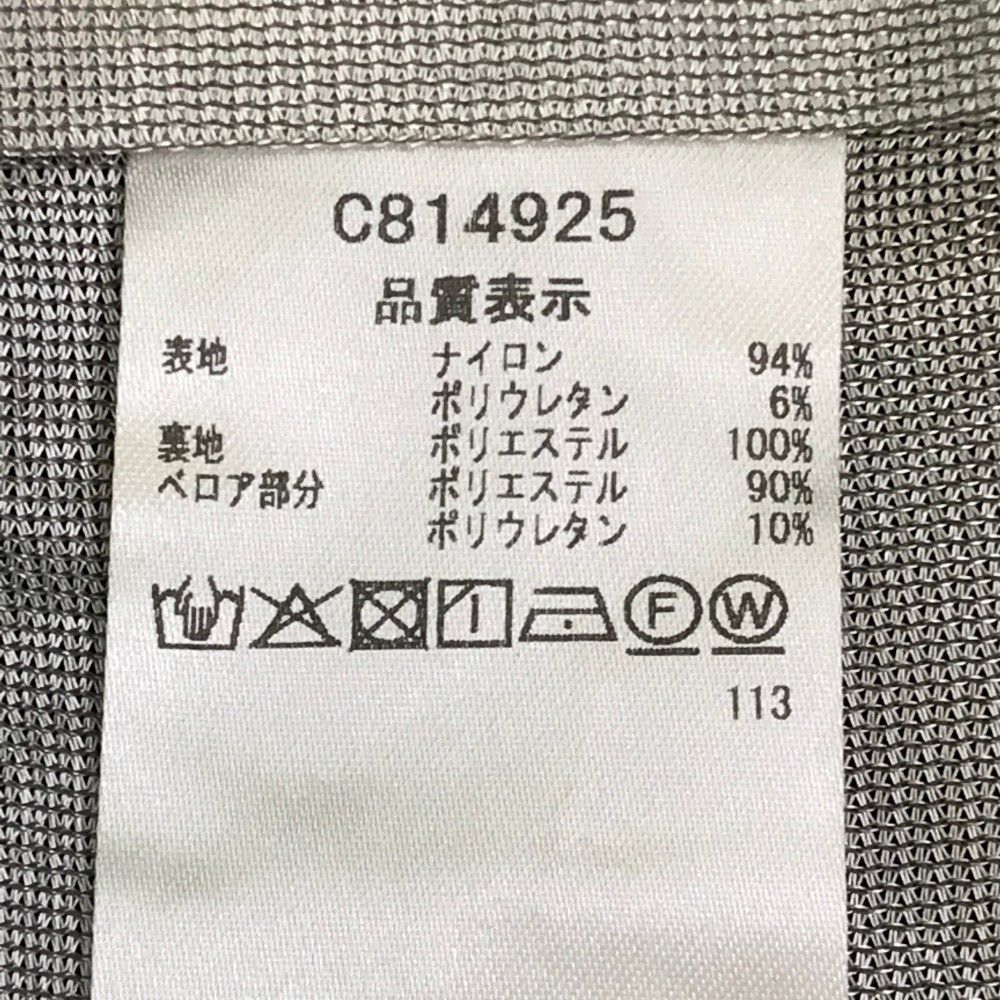 C814925
品質表示
表地 ナイロン 94%
ポリウレタン 6%
裏地 ポリエステル 100%
ベロア部分 ポリエステル 90%
ポリウレタン 10%
F W
113